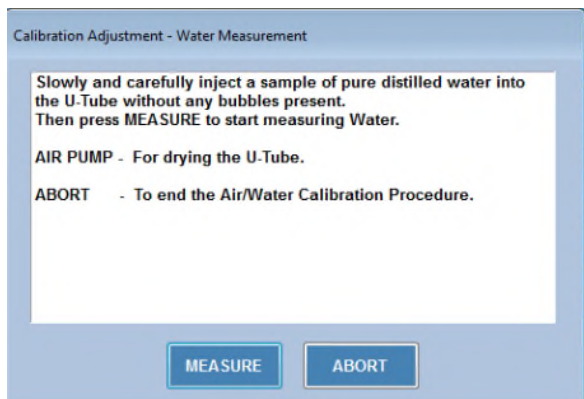 Calibration Adjustment - Water Measurement
Slowly and carefully inject a sample of pure distilled water into
the U-Tube without any bubbles present.
Then press MEASURE to start measuring Water.
AIR PUMP - For drying the U-Tube.
ABORT - To end the Air/Water Calibration Procedure.
MEASURE ABORT